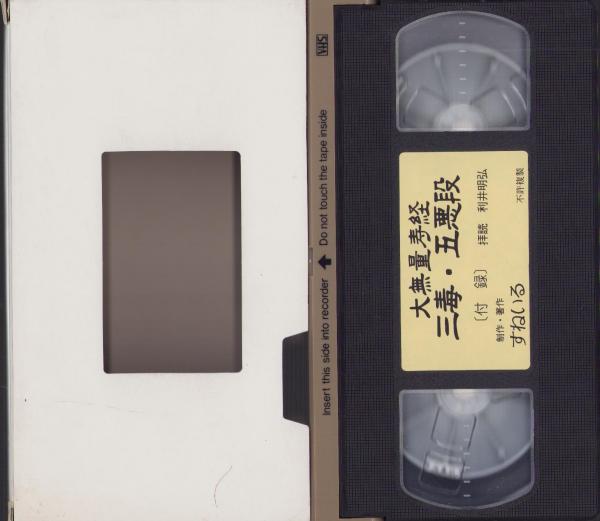 VHS
Insert this side into recorder ↑ Do not touch the tape inside
大無量寿経
三毒・五悪段
〔付 録〕 拝読 利井明弘
制作・著作
すねいる 不許複製